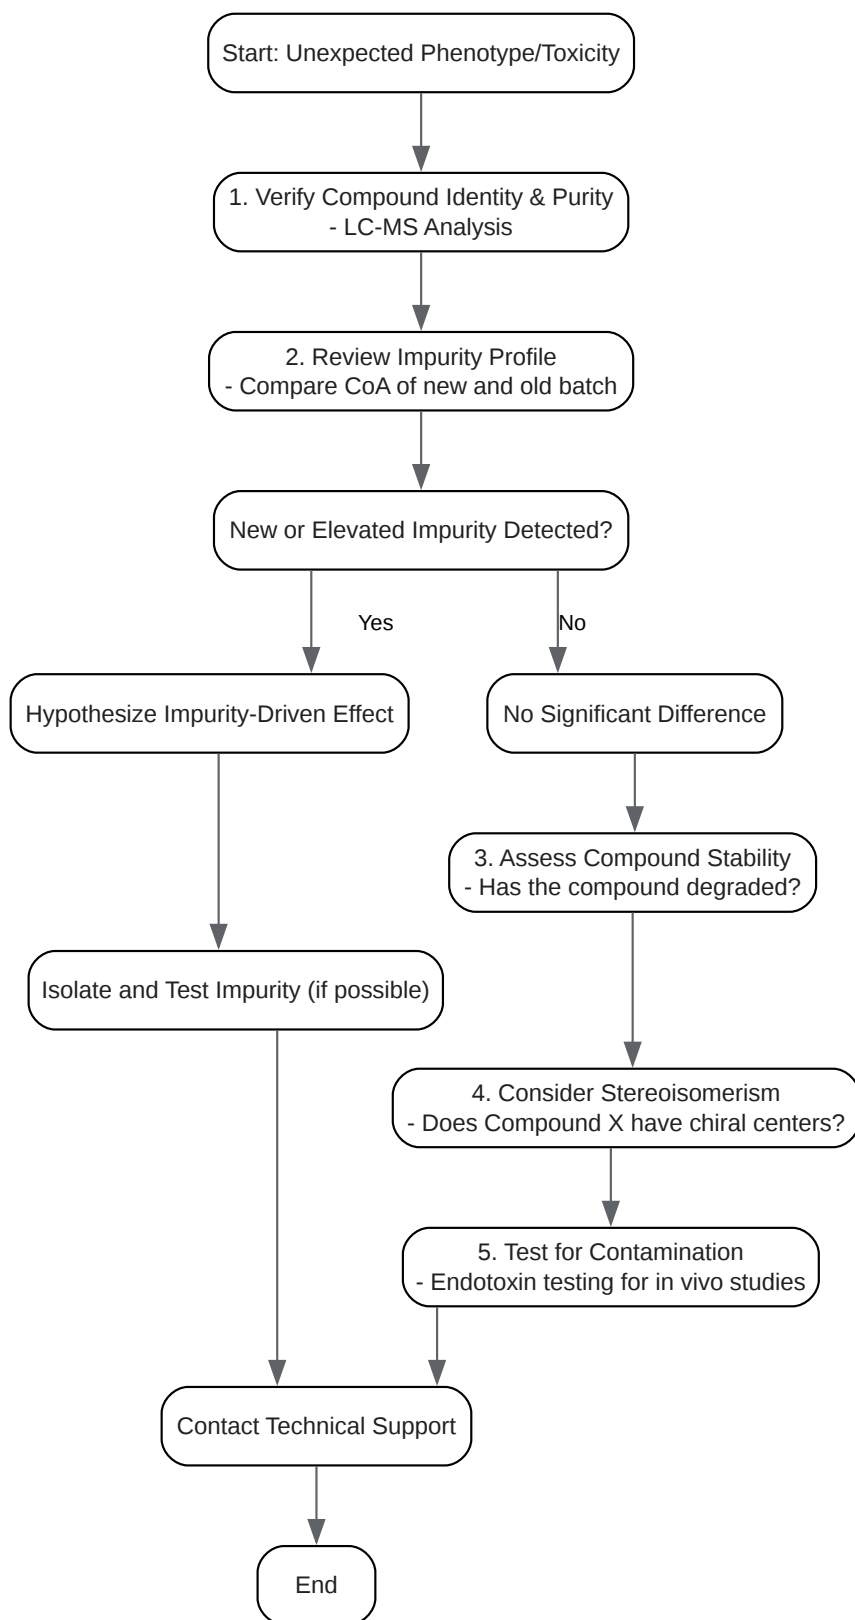 Start: Unexpected Phenotype/Toxicity
1. Verify Compound Identity & Purity
- LC-MS Analysis
2. Review Impurity Profile
- Compare CoA of new and old batch
New or Elevated Impurity Detected?
Yes
No
Hypothesize Impurity-Driven Effect
No Significant Difference
3. Assess Compound Stability
- Has the compound degraded?
Isolate and Test Impurity (if possible)
4. Consider Stereoisomerism
- Does Compound X have chiral centers?
5. Test for Contamination
- Endotoxin testing for in vivo studies
Contact Technical Support
End